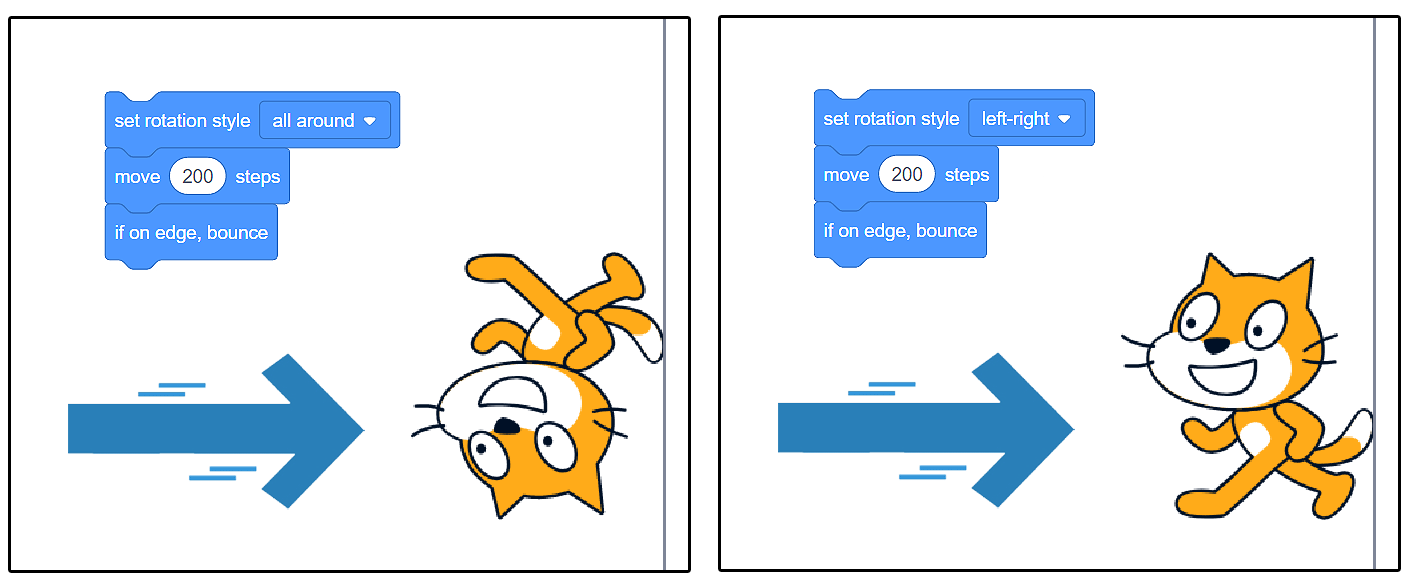 set rotation style all around
move 200 steps
if on edge, bounce
set rotation style left-right
move 200 steps
if on edge, bounce